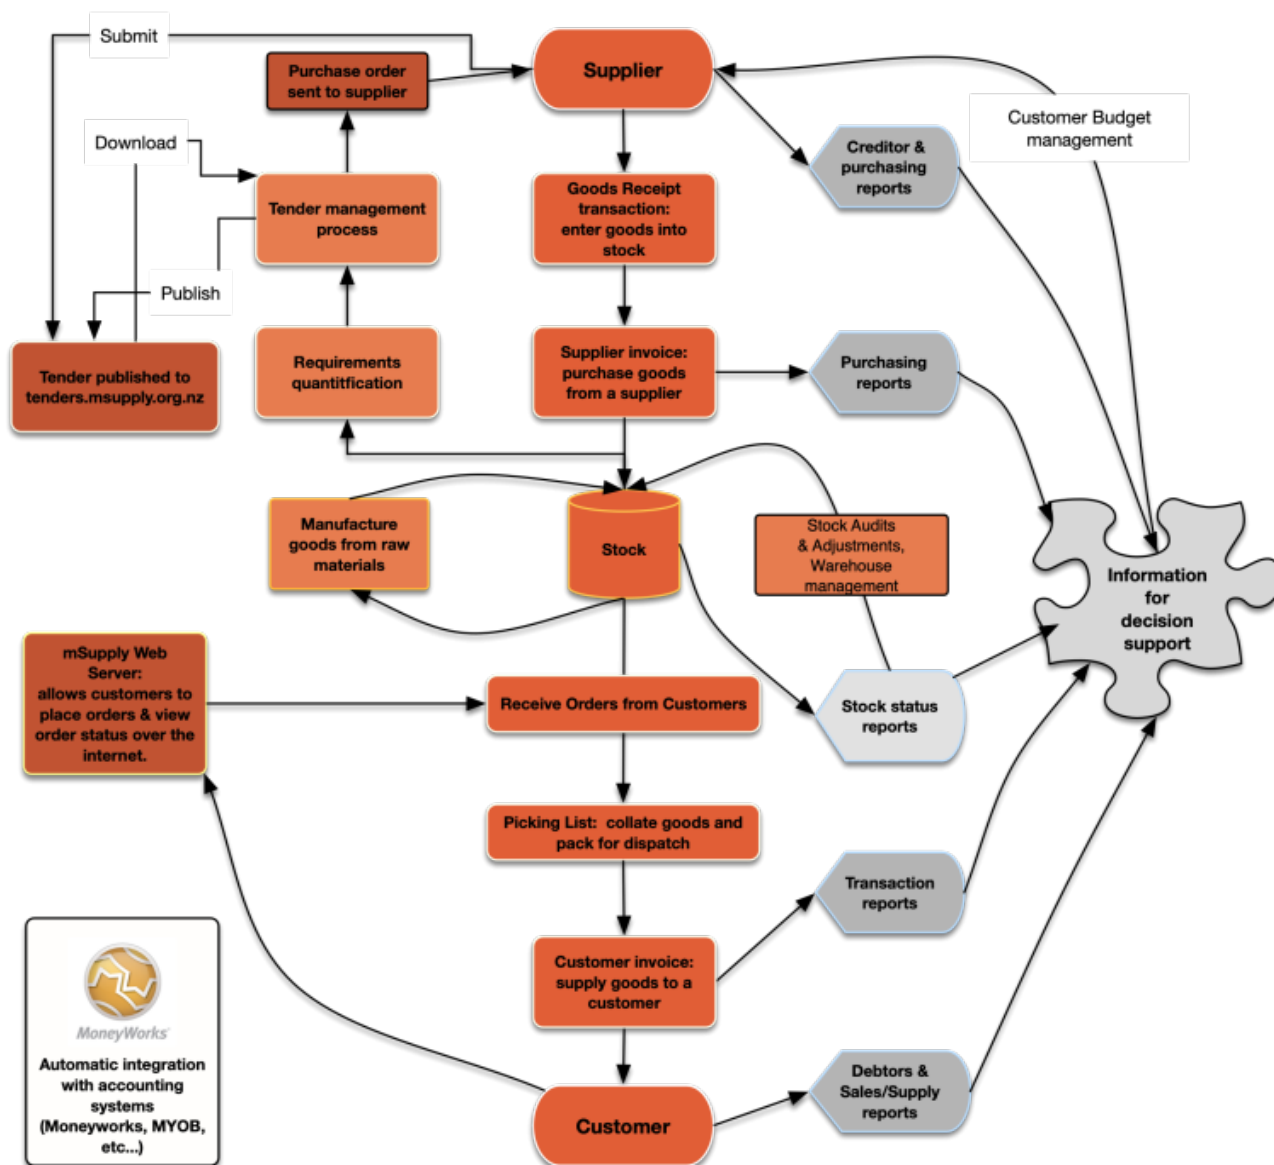 Submit
Purchase order
sent to supplier
Supplier
Customer Budget
management
Download
Creditor &
purchasing
reports
Tender management
process
Goods Receipt
transaction:
enter goods into
stock
Publish
Tender published to
tenders.msupply.org.nz
Requirements
quantitfication
Supplier invoice:
purchase goods
from a supplier
Purchasing
reports
Manufacture
goods from raw
materials
Stock
Stock Audits
& Adjustments,
Warehouse
management
Information
for
decision
support
mSupply Web
Server:
allows customers to
place orders & view
order status over the
internet.
Receive Orders from Customers
Stock status
reports
Picking List:  collate goods and
pack for dispatch
Transaction
reports
Customer invoice:
supply goods to a
customer
MoneyWorks
Automatic integration
with accounting
systems
(Moneyworks, MYOB,
etc...)
Debtors &
Sales/Supply
reports
Customer